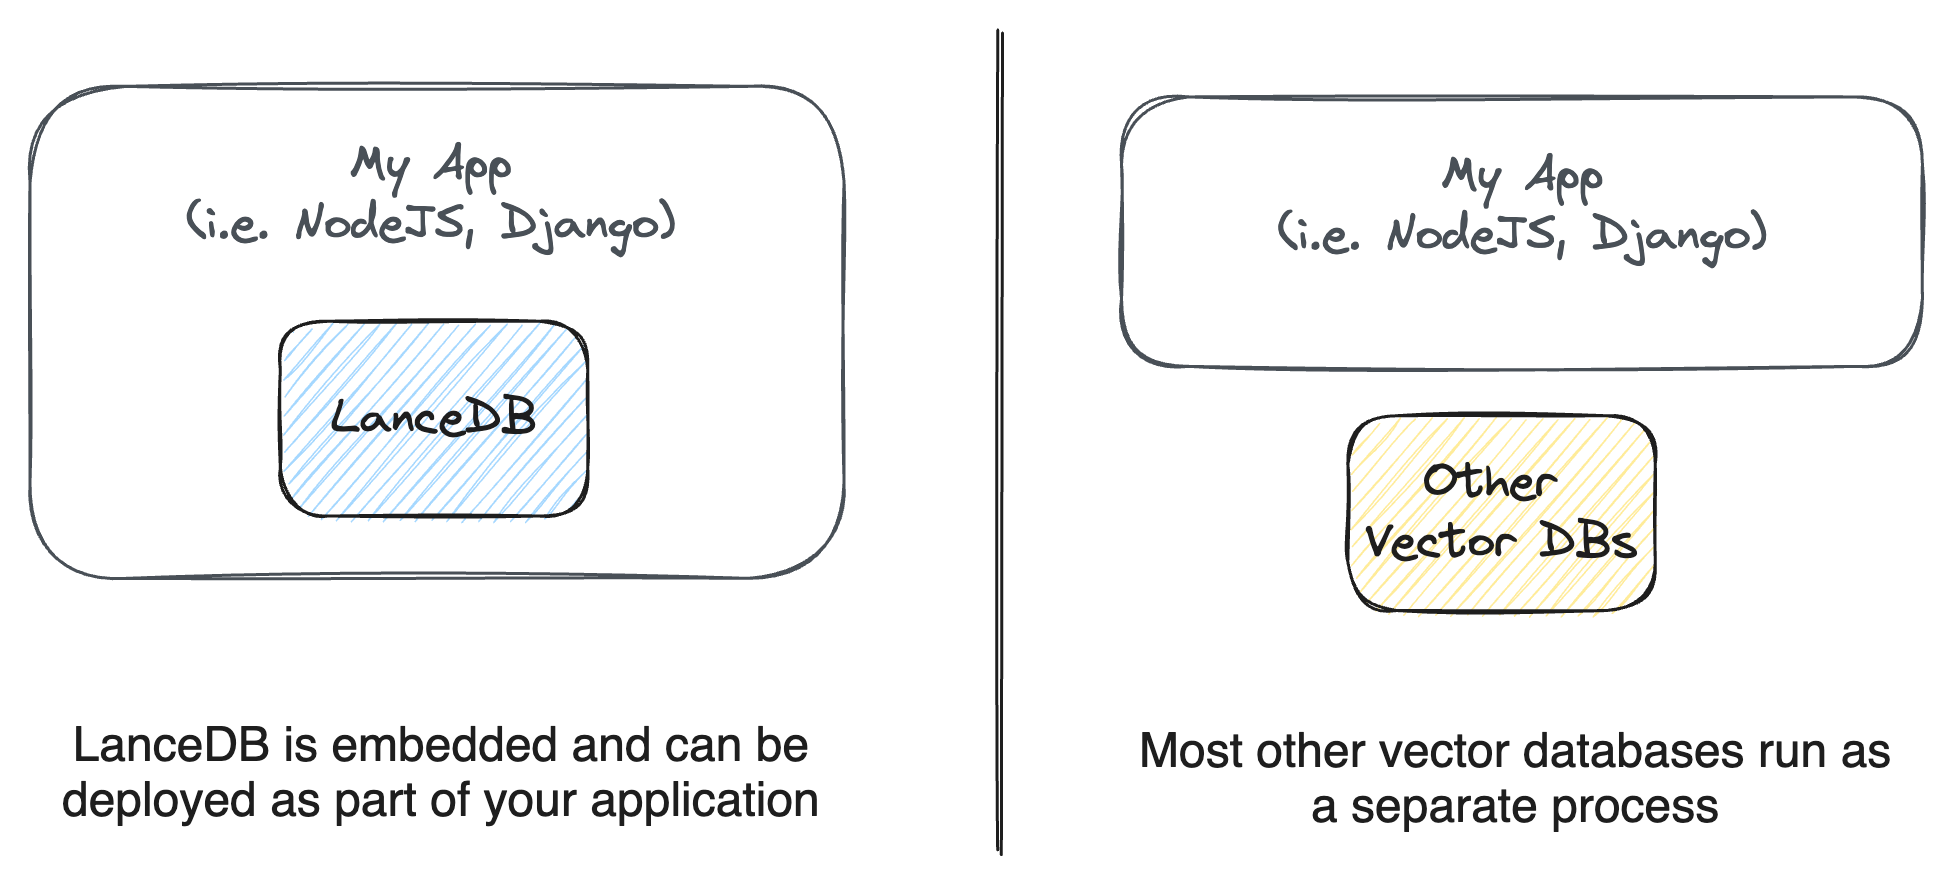 My App
(i.e. NodeJS, Django)
LanceDB
LanceDB is embedded and can be
deployed as part of your application
My App
(i.e. NodeJS, Django)
Other
Vector DBs
Most other vector databases run as
a separate process